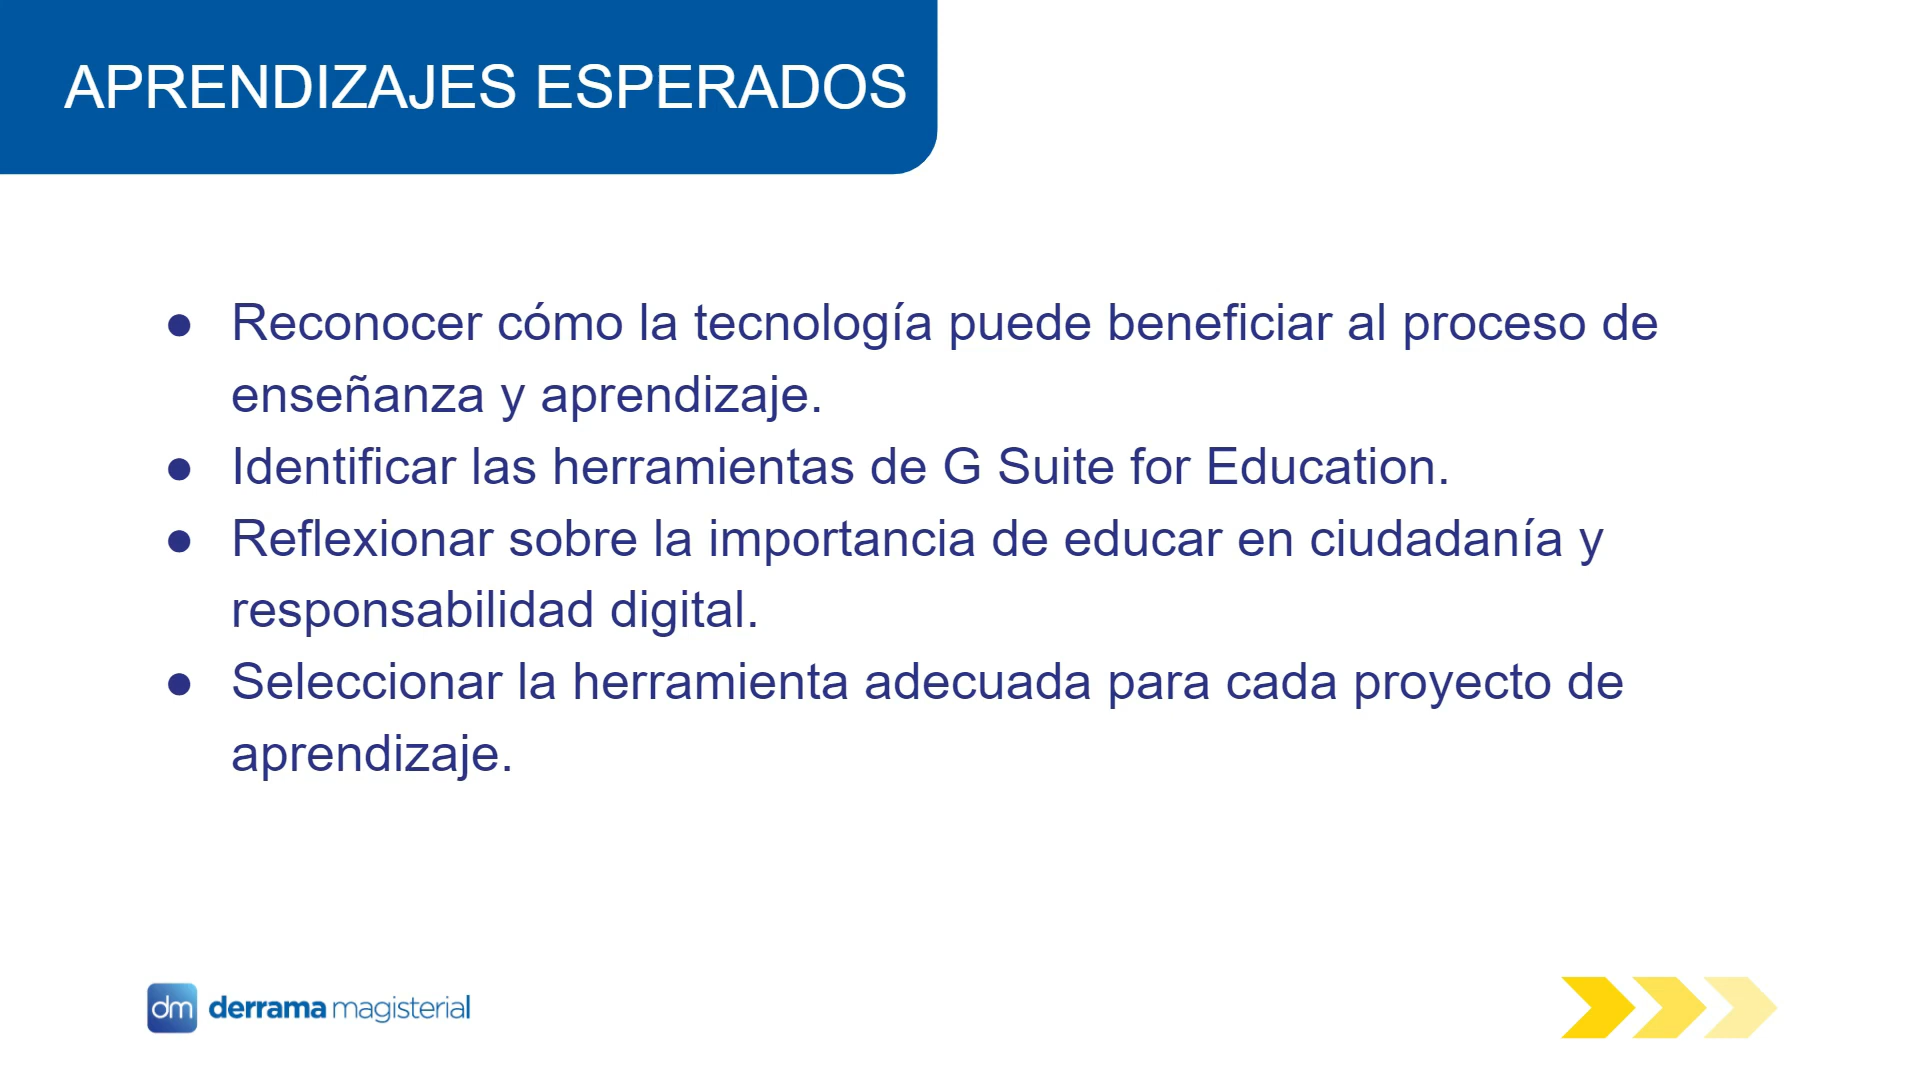 APRENDIZAJES ESPERADOS
● Reconocer cómo la tecnología puede beneficiar al proceso de
enseñanza y aprendizaje.
● Identificar las herramientas de G Suite for Education.
● Reflexionar sobre la importancia de educar en ciudadanía y
responsabilidad digital.
● Seleccionar la herramienta adecuada para cada proyecto de
aprendizaje.
dm derrama magisterial